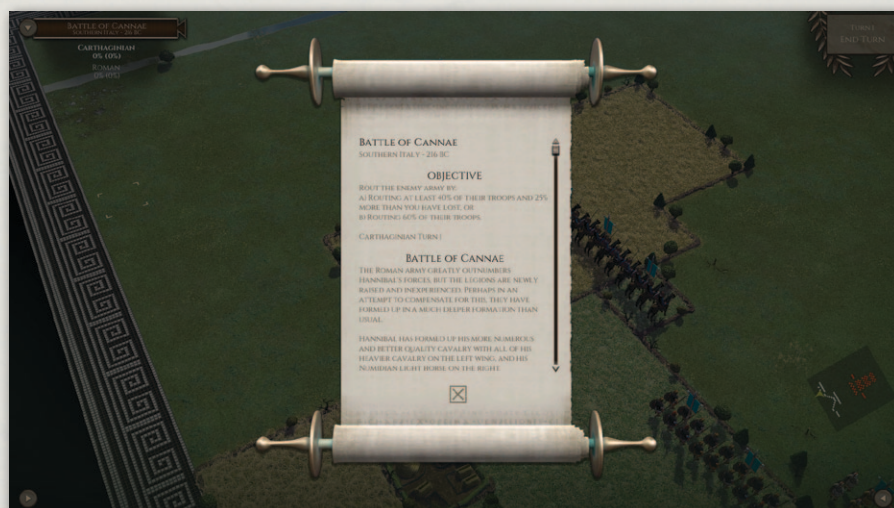 BATTLE OF CANNAE
SOUTHERN ITALY - 216 BC
CARTHAGINIAN
0% (0%)
ROMAN
0% (0%)
TURN 1
END TURN
BATTLE OF CANNAE
SOUTHERN ITALY - 216 BC
OBJECTIVE
ROUT THE ENEMY ARMY BY:
A) ROUTING AT LEAST 40% OF THEIR TROOPS AND 25%
MORE THAN YOU HAVE LOST, OR
B) ROUTING 60% OF THEIR TROOPS.
CARTHAGINIAN TURN 1
BATTLE OF CANNAE
THE ROMAN ARMY GREATLY OUTNUMBERS
HANNIBAL'S FORCES, BUT THE LEGIONS ARE NEWLY
RAISED AND INEXPERIENCED. PERHAPS IN AN
ATTEMPT TO COMPENSATE FOR THIS, THEY HAVE
FORMED UP IN A MUCH DEEPER FORMATION THAN
USUAL.
HANNIBAL HAS FORMED UP HIS MORE NUMEROUS
AND BETTER QUALITY CAVALRY WITH ALL OF HIS
HEAVIER CAVALRY ON THE LEFT WING, AND HIS
NUMIDIAN LIGHT HORSE ON THE RIGHT.